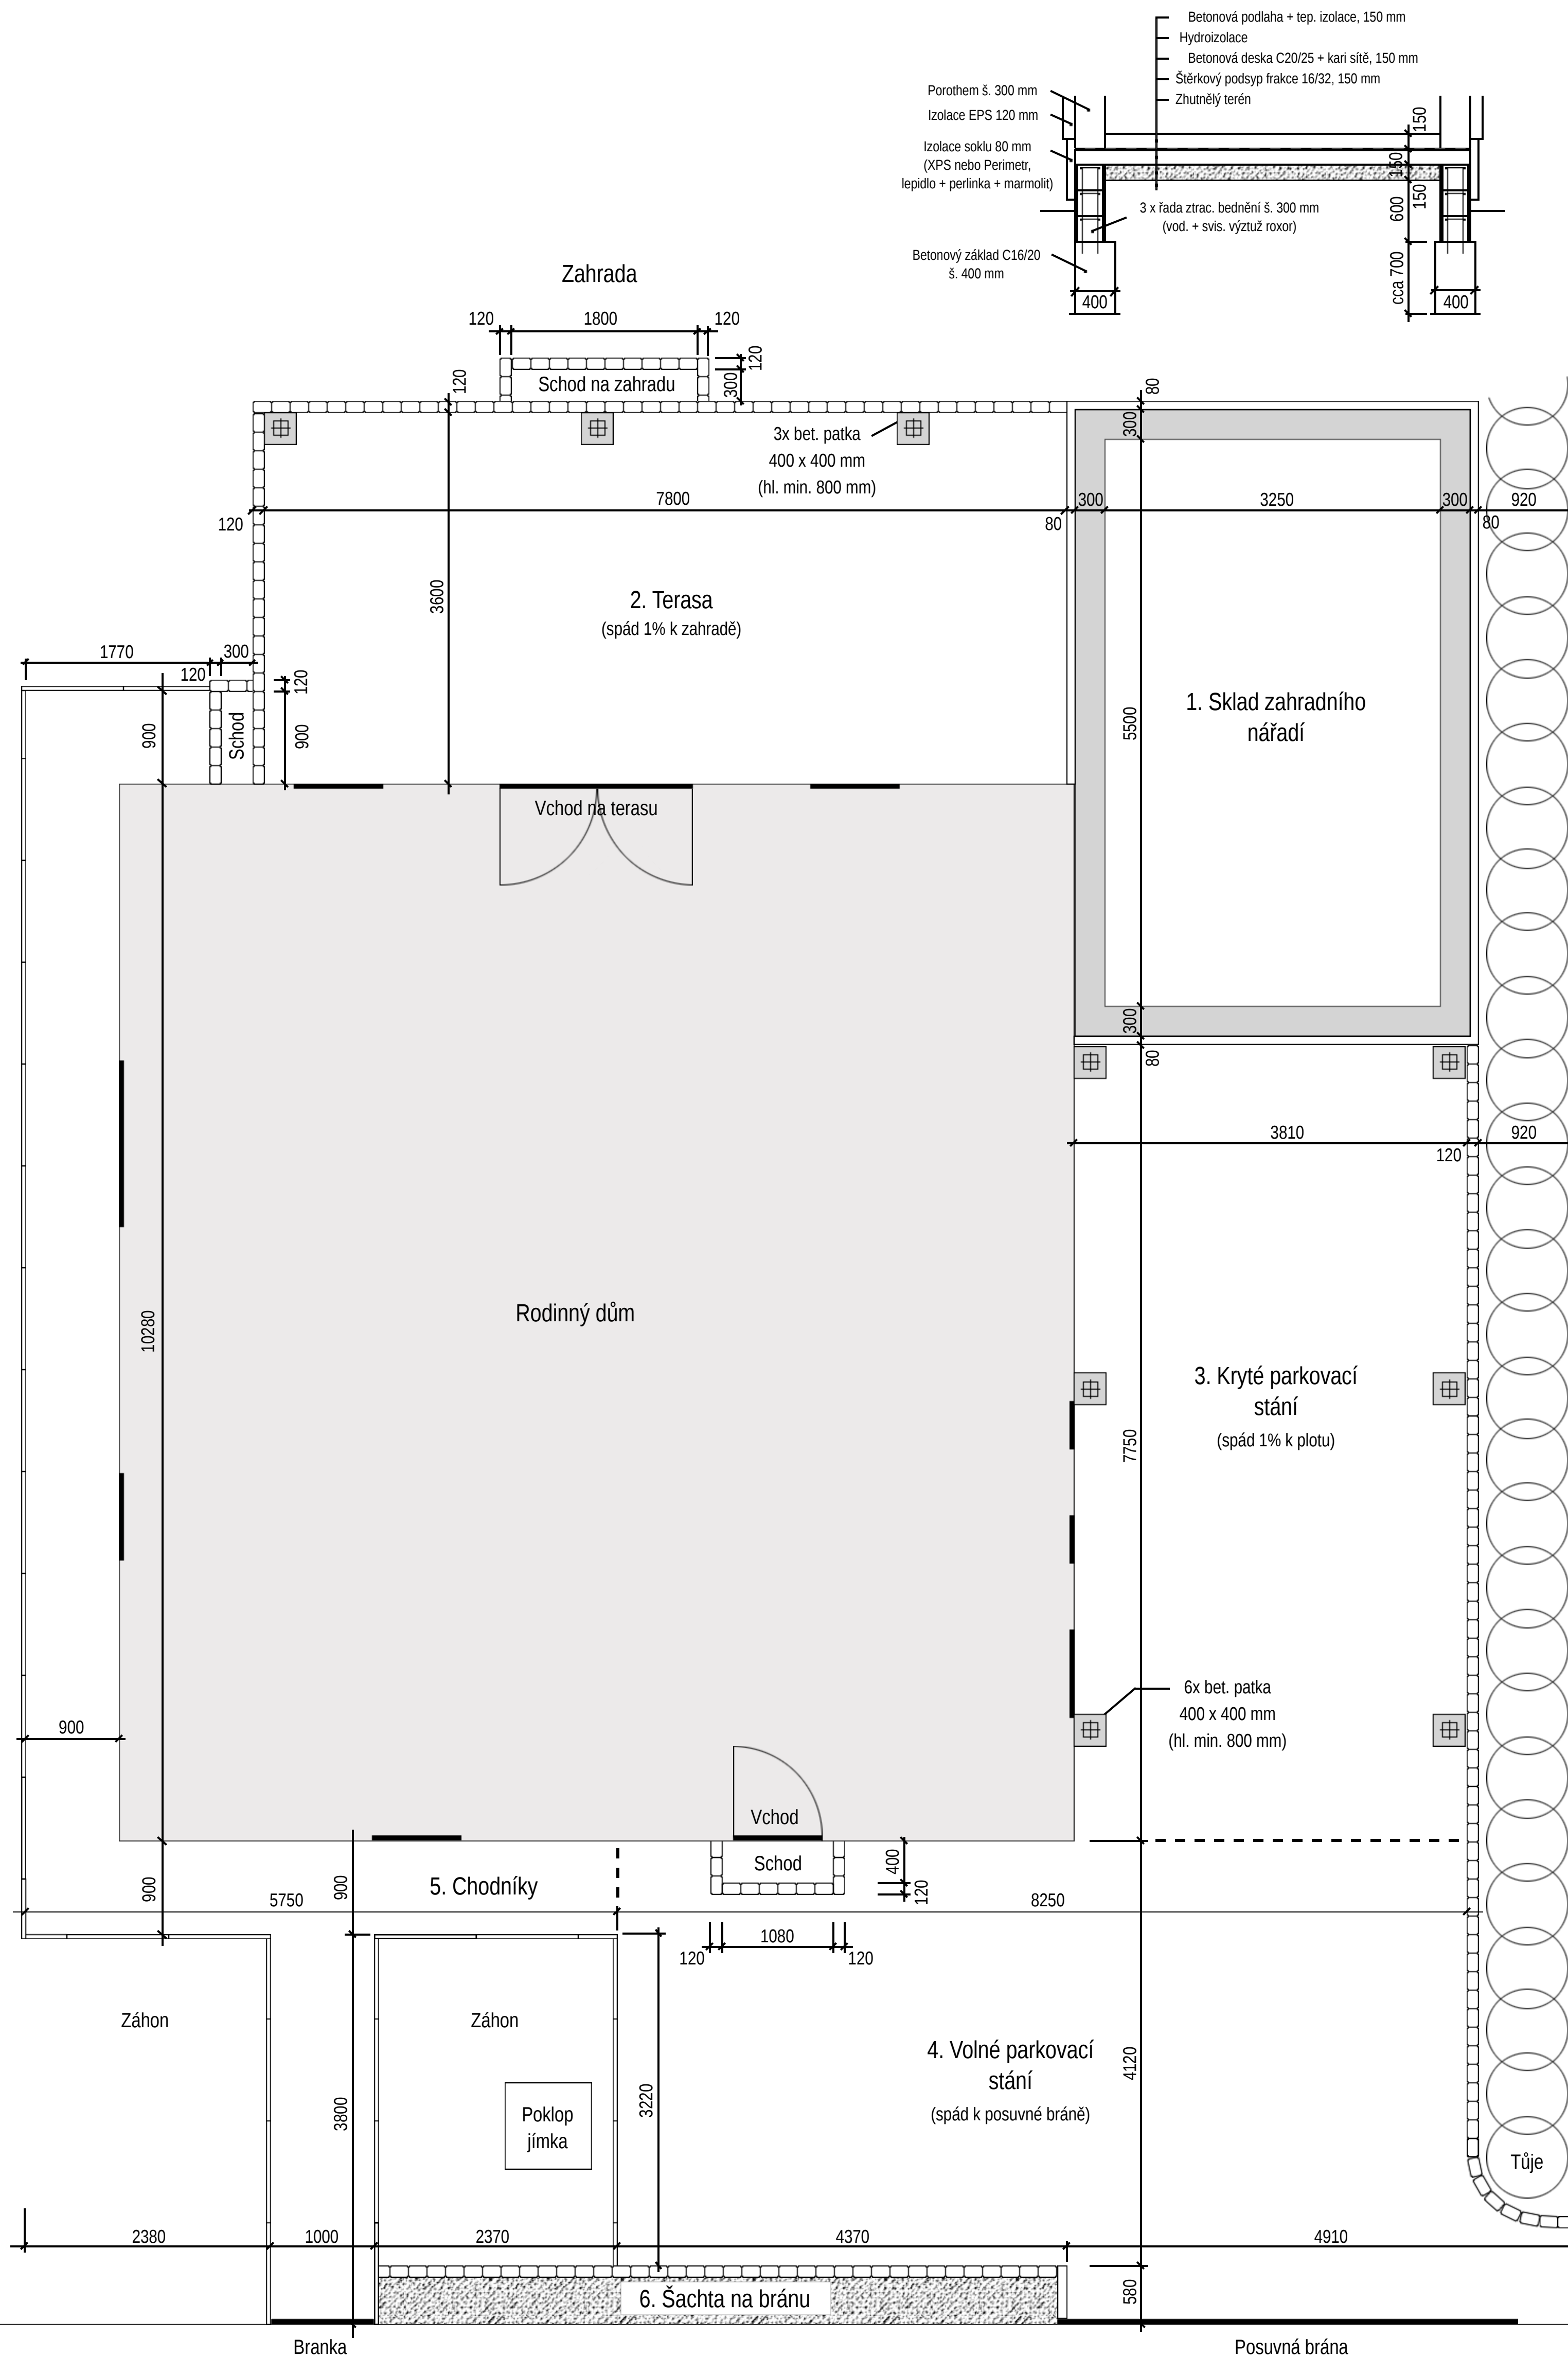 Betonová podlaha + tep. izolace, 150 mm
Hydroizolace
Betonová deska C20/25 + kari sítě, 150 mm
Štěrkový podsyp frakce 16/32, 150 mm
Zhutnělý terén
Porothem š. 300 mm
Izolace EPS 120 mm
Izolace soklu 80 mm
(XPS nebo Perimetr,
lepidlo + perlinka + marmolit)
150
150
150
600
3 x řada ztrac. bednění š. 300 mm
(vod. + svis. výztuž roxor)
Betonový základ C16/20
š. 400 mm
cca 700
400
400
Zahrada
120
1800
120
120
300
Schod na zahradu
120
80
300
3x bet. patka
400 x 400 mm
(hl. min. 800 mm)
7800
300
3250
300
920
120
80
80
3600
2. Terasa
(spád 1% k zahradě)
1770
300
120
120
900
Schod
900
1. Sklad zahradního
nářadí
5500
Vchod na terasu
300
80
3810
920
120
10280
Rodinný dům
3. Kryté parkovací
stání
(spád 1% k plotu)
7750
6x bet. patka
400 x 400 mm
(hl. min. 800 mm)
900
Vchod
Schod
400
120
900
5750
900
5. Chodníky
8250
1080
120
120
Záhon
Záhon
4. Volné parkovací
stání
(spád k posuvné bráně)
4120
3800
3220
Poklop
jímka
Tůje
2380
1000
2370
4370
4910
6. Šachta na bránu
580
Branka
Posuvná brána